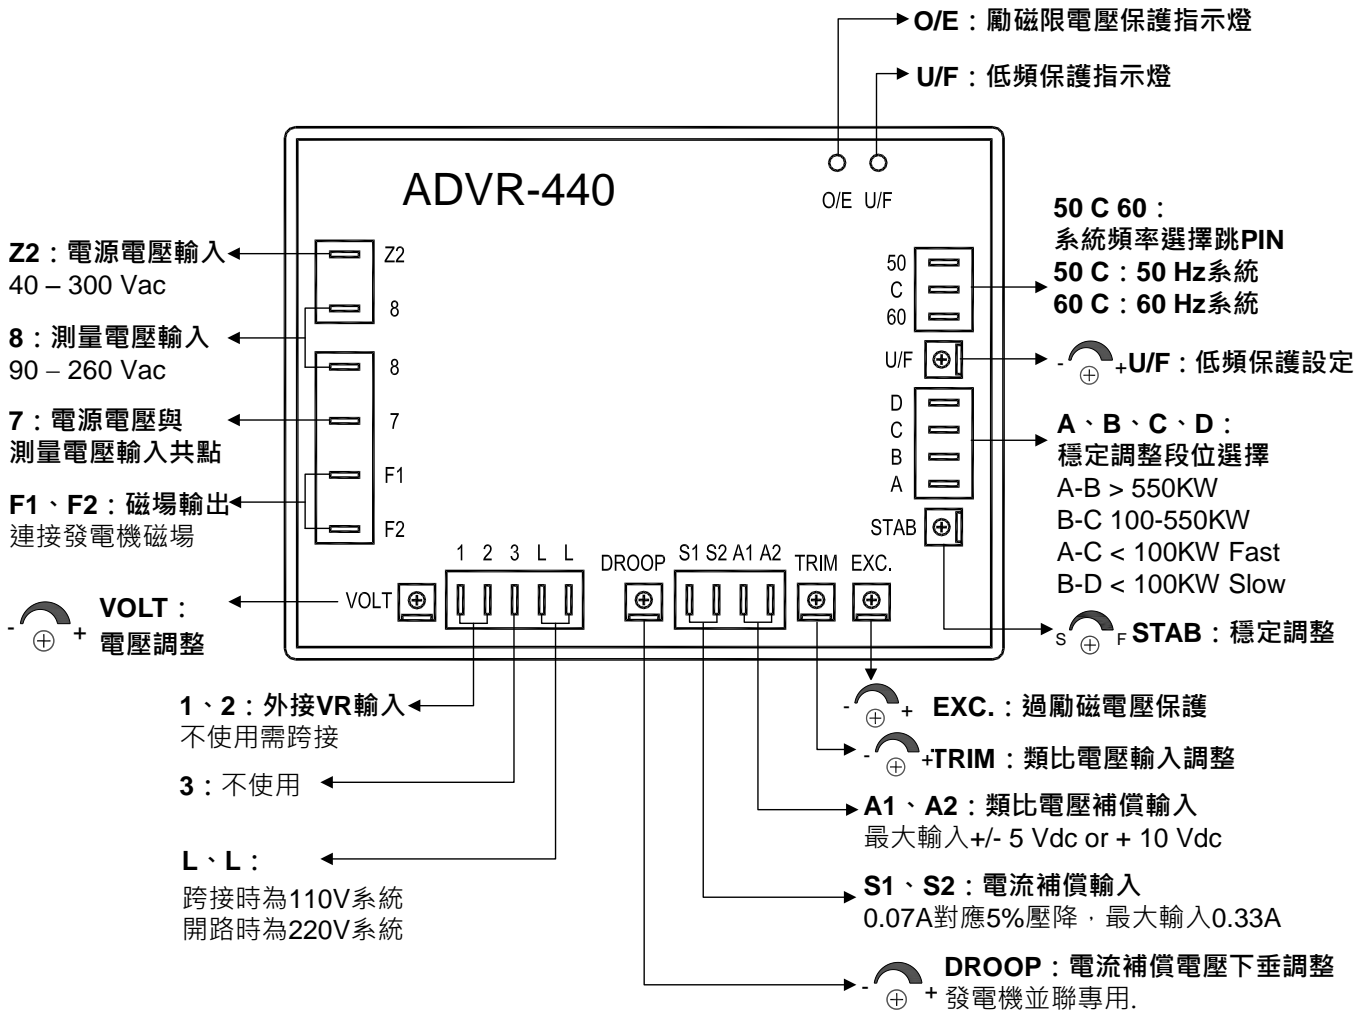 O/E：勵磁限電壓保護指示燈
U/F：低頻保護指示燈
ADVR-440
O/E U/F
Z2：電源電壓輸入
40 – 300 Vac
8：測量電壓輸入
90 – 260 Vac
7：電源電壓與
測量電壓輸入共點
F1、F2：磁場輸出
連接發電機磁場
Z2
8
8
7
F1
F2
50
C
60
U/F
D
C
B
A
STAB
50 C 60：
系統頻率選擇跳PIN
50 C：50 Hz系統
60 C：60 Hz系統
- + U/F：低頻保護設定
A、B、C、D：
穩定調整段位選擇
A-B > 550KW
B-C 100-550KW
A-C < 100KW Fast
B-D < 100KW Slow
S F STAB：穩定調整
- + VOLT：
電壓調整
VOLT
1 2 3 L L
DROOP
S1 S2 A1 A2
TRIM
EXC.
1、2：外接VR輸入
不使用需跨接
3：不使用
L、L：
跨接時為110V系統
開路時為220V系統
- + EXC.：過勵磁電壓保護
- +TRIM：類比電壓輸入調整
A1、A2：類比電壓補償輸入
最大輸入+/- 5 Vdc or + 10 Vdc
S1、S2：電流補償輸入
0.07A對應5%壓降，最大輸入0.33A
- + DROOP：電流補償電壓下垂調整
發電機並聯專用.